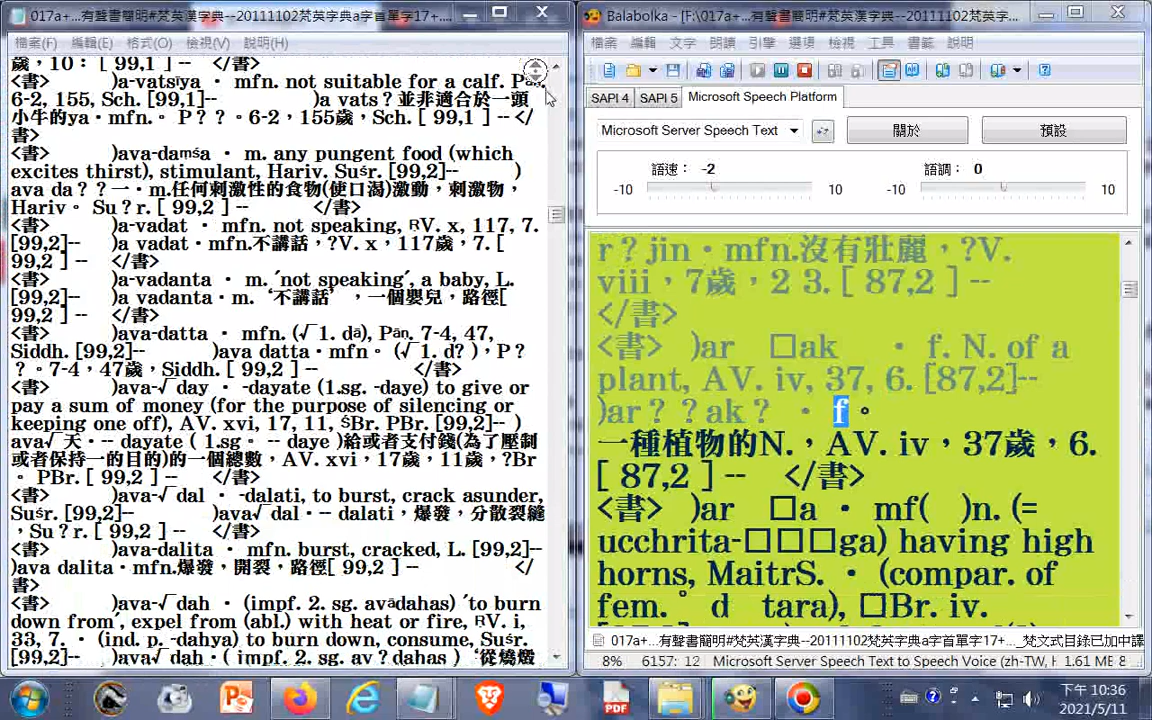 017a+...有聲書簡明#梵英漢字典--20111102梵英字典a字首單字17+...
檔案(F) 編輯(E) 格式(O) 檢視(V) 說明(H)
歲，10：[ 99,1 ] -- </書>
<書> )a-vatsīya ‧ mfn. not suitable for a calf. Pāṇ.
6-2, 155, Sch. [99,1]-- )a vats？並非適合於一頭
小牛的ya‧mfn。 P？？。6-2，155歲，Sch. [ 99,1 ] -- </
書>
<書> )ava-daṃśa ‧ m. any pungent food (which
excites thirst), stimulant, Hariv. Suśr. [99,2]-- )
ava da？？一‧m.任何刺激性的食物(使口渴)激動，刺激物，
Hariv。 Su？r. [ 99,2 ] -- </書>
<書> )a-vadat ‧ mfn. not speaking, ṚV. x, 117, 7.
[99,2]-- )a vadat‧mfn.不講話，?V. x，117歲，7. [
99,2 ] -- </書>
<書> )a-vadanta ‧ m. 'not speaking', a baby, L.
[99,2]-- )a vadanta‧m.‘不講話’，一個嬰兒，路徑[
99,2 ] -- </書>
<書> )ava-datta ‧ mfn. (√1. dā), Pāṇ. 7-4, 47,
Siddh. [99,2]-- )ava datta‧mfn。 (√1. d?)，P？
？。7-4，47歲，Siddh. [ 99,2 ] -- </書>
<書> )ava-√day ‧ -dayate (1.sg. -daye) to give or
pay a sum of money (for the purpose of silencing or
keeping one off), AV. xvi, 17, 11, ŚBr. PBr. [99,2]-- )
ava√天‧-- dayate ( 1.sg。-- daye )給或者支付錢(為了壓制
或者保持一的目的)的一個總數，AV. xvi，17歲，11歲，?Br
。PBr. [ 99,2 ] -- </書>
<書> )ava-√dal ‧ -dalati, to burst, crack asunder,
Suśr. [99,2]-- )ava√dal‧-- dalati，爆發，分散裂縫
，Su？r. [ 99,2 ] -- </書>
<書> )ava-dalita ‧ mfn. burst, cracked, L. [99,2]--
)ava dalita‧mfn.爆發，開裂，路徑[ 99,2 ] -- </
書>
<書> )ava-√dah ‧ (impf. 2. sg. avādahas) 'to burn
down from', expel from (abl.) with heat or fire, ṚV. i,
33, 7. ‧ (ind. p. -dahya) to burn down, consume, Suśr.
[99,2]-- )ava√dah‧( impf. 2. sg. av？dahas )‘從燒燬
Balabolka - [F:\017a+...有聲書簡明#梵英漢字典--20111102梵英字...
檔案 編輯 文字 朗讀 引擎 選項 檢視 工具 書籤 說明
SAPI 4 SAPI 5 Microsoft Speech Platform
Microsoft Server Speech Text 關於 預設
語速： -2 語調： 0
-10 10 -10 10
r？jin‧mfn.沒有壯麗，?V.
viii，7歲，2 3. [ 87,2 ] --
</書>
<書> )ar □ak ‧ f. N. of a
plant, AV. iv, 37, 6. [87,2]--
)ar？？ak？‧f。
一種植物的N.，AV. iv，37歲，6.
[ 87,2 ] -- </書>
<書> )ar □a ‧ mf( )n. (=
ucchrita-□□□ga) having high
horns, MaitrS. ‧ (compar. of
fem. ° d tara), □Br. iv.
017a+...有聲書簡明#梵英漢字典--20111102梵英字典a字首單字17+..._梵文式目錄已加中譯
8% 6157: 12 Microsoft Server Speech Text to Speech Voice (zh-TW, H 1.61 MB 8
下午 10:36
2021/5/11